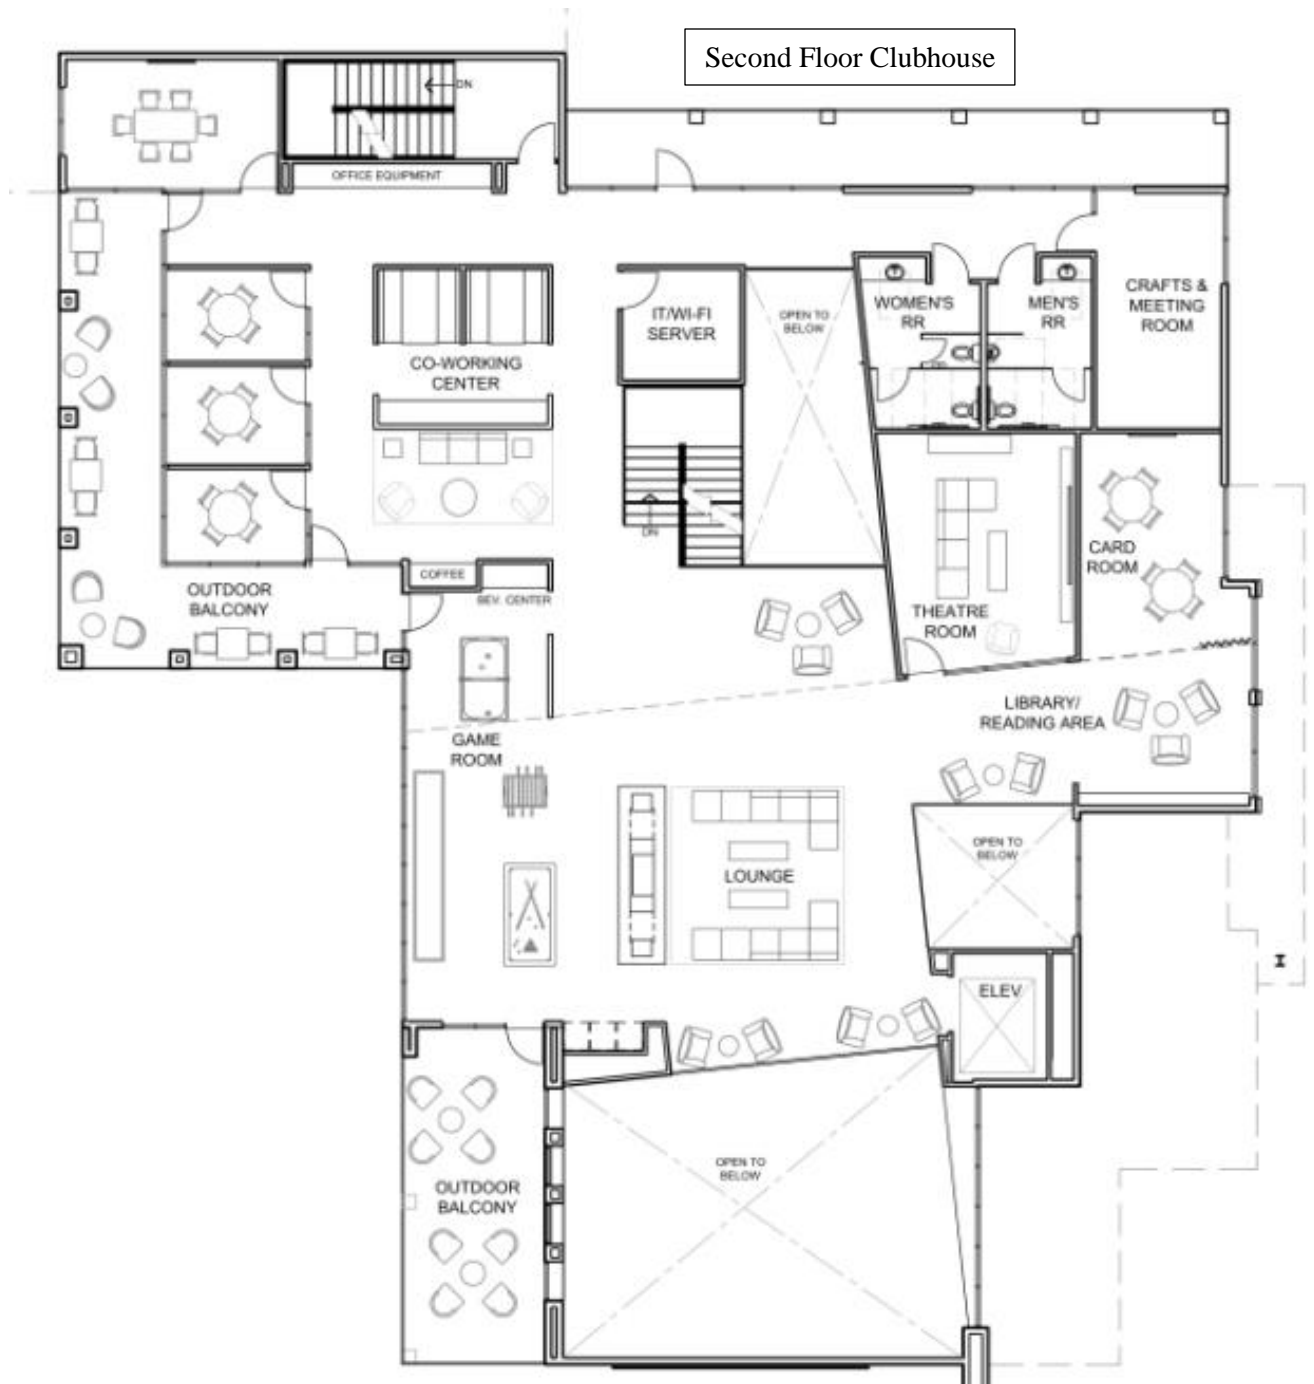 Second Floor Clubhouse
DN
OFFICE EQUIPMENT
CRAFTS &
MEETING
ROOM
WOMEN'S
RR
MEN'S
RR
IT/WI-FI
SERVER
OPEN TO
BELOW
CO-WORKING
CENTER
DN
CARD
ROOM
COFFEE
BEV. CENTER
OUTDOOR
BALCONY
THEATRE
ROOM
LIBRARY/
READING AREA
GAME
ROOM
OPEN TO
BELOW
LOUNGE
ELEV
OPEN TO
BELOW
OUTDOOR
BALCONY